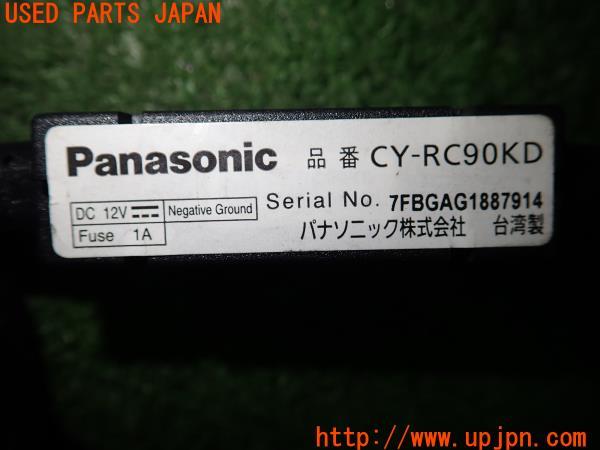 USED PARTS JAPAN
Panasonic 品番 CY-RC90KD
DC 12V ⎓ Negative Ground
Fuse 1A
Serial No. 7FBGAG1887914
パナソニック株式会社 台湾製
http://www.upjpn.com/